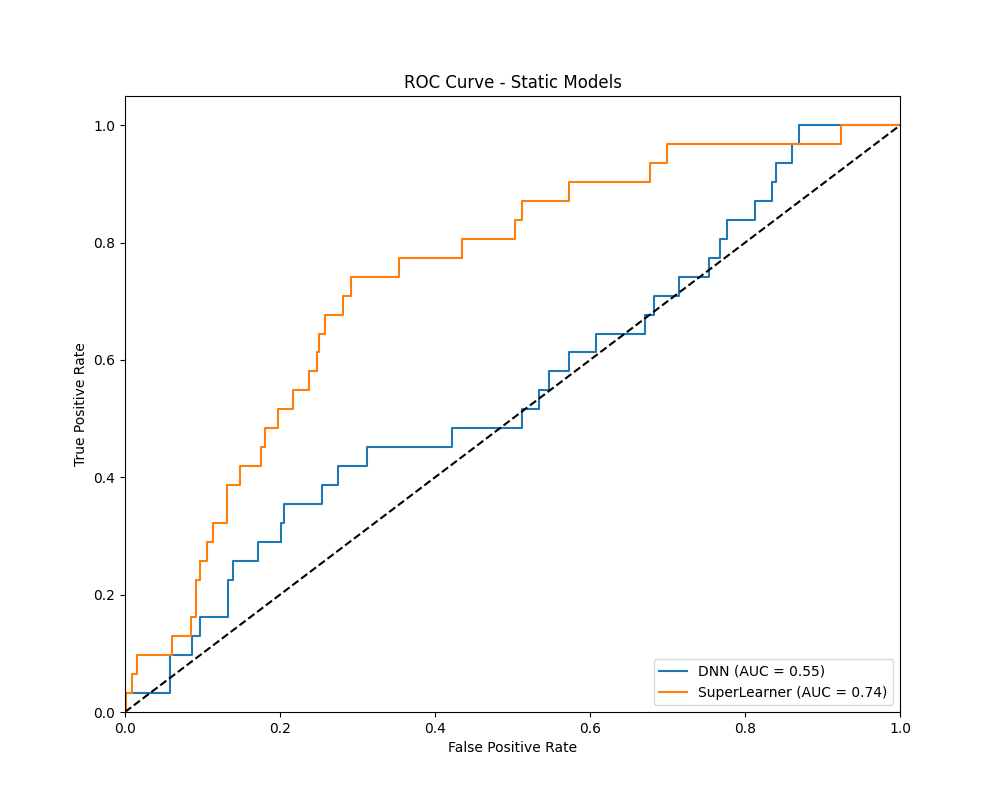 ROC Curve - Static Models
True Positive Rate
1.0
0.8
0.6
0.4
0.2
0.0
0.0 0.2 0.4 0.6 0.8 1.0
False Positive Rate
DNN (AUC = 0.55)
SuperLearner (AUC = 0.74)